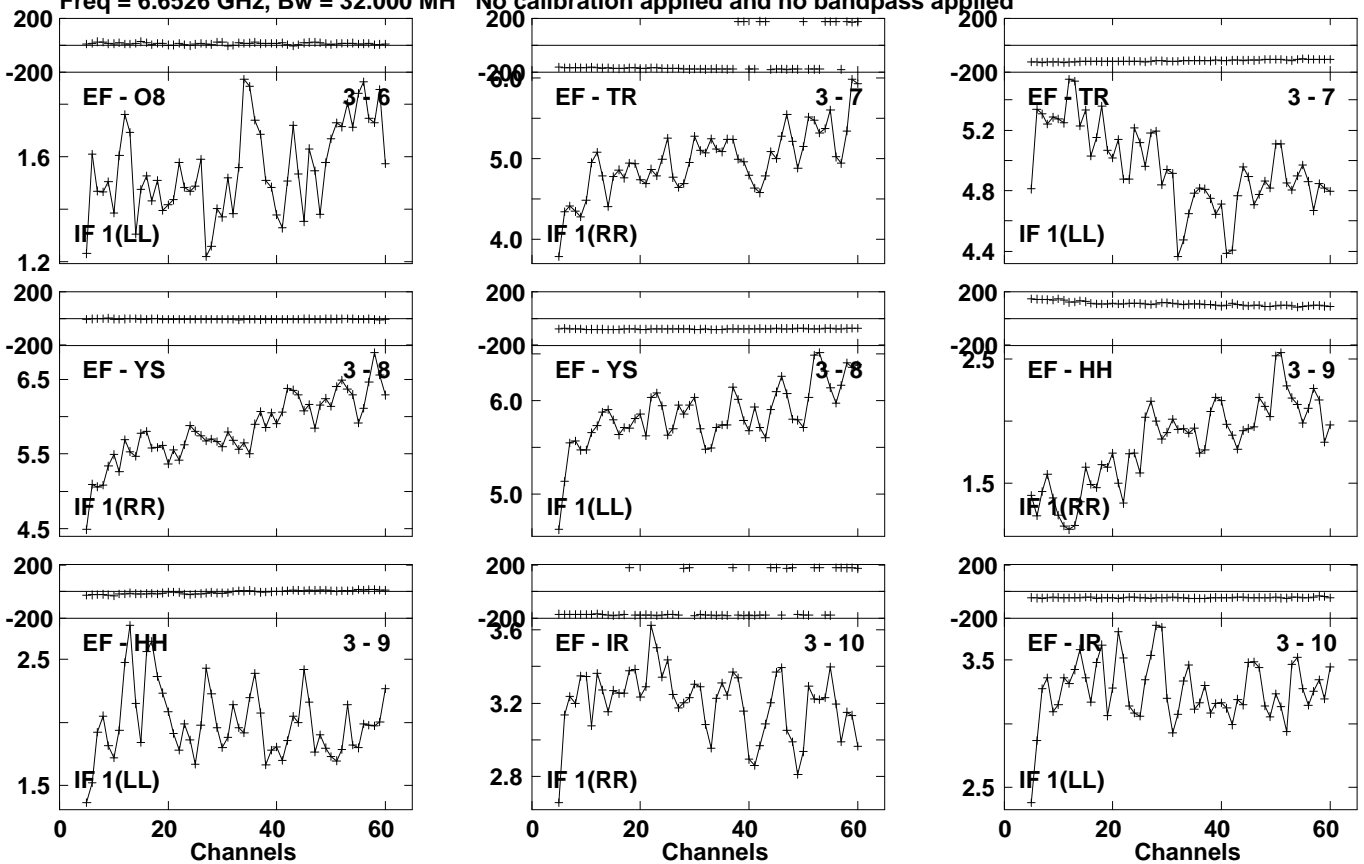 Freq = 6.6526 GHz, Bw = 32.000 MH No calibration applied and no bandpass applied
200
-200
EF - O8 3 - 6
1.6
IF 1(LL)
1.2
200
-200
6.0
EF - TR 3 - 7
5.0
4.0
IF 1(RR)
200
-200
EF - TR 3 - 7
5.2
4.8
IF 1(LL)
4.4
200
-200
EF - YS 3 - 8
6.5
5.5
IF 1(RR)
4.5
200
-200
EF - YS 3 - 8
6.0
5.0
IF 1(LL)
200
-200
2.5
EF - HH 3 - 9
1.5
IF 1(RR)
200
-200
EF - HH 3 - 9
2.5
1.5
IF 1(LL)
0 20 40 60
Channels
200
-200
3.6
EF - IR 3 - 10
3.2
2.8
IF 1(RR)
0 20 40 60
Channels
200
-200
EF - IR 3 - 10
3.5
2.5
IF 1(LL)
0 20 40 60
Channels